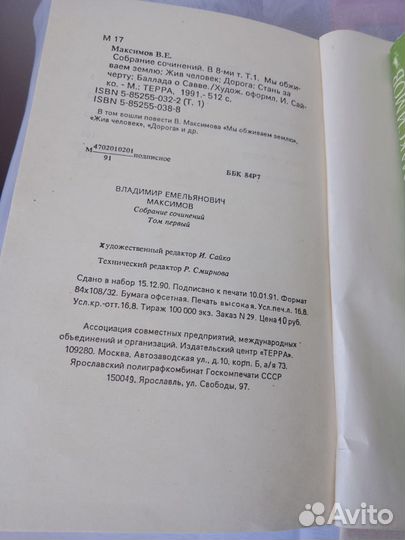 М 17
Максимов В.Е.
Собрание сочинений. В 8-ми т. Т.1. Мы обжи-
ваем землю; Жив человек; Дорога; Стань за
черту; Баллада о Савве./Худож. оформл. И. Сай-
ко. - М.: ТЕРРА, 1991.- 512 с.
ISBN 5-85255-032-2 (Т. 1)
ISBN 5-85255-038-8
В том вошли повести В. Максимова «Мы обживаем землю»,
«Жив человек», «Дорога» и др.
М 4702010201 подписное
91
ББК 84Р7
ВЛАДИМИР ЕМЕЛЬЯНОВИЧ
МАКСИМОВ
Собрание сочинений
Том первый
Художественный редактор И. Сайко
Технический редактор Р. Смирнова
Сдано в набор 15.12.90. Подписано к печати 10.01.91. Формат
84х108/32. Бумага офсетная. Печать высокая. Усл.печ.л. 16,8.
Усл.кр.-отт.16,8. Тираж 100 000 экз. Заказ N 29. Цена 10 руб.
Ассоциация совместных предприятий, международных
объединений и организаций. Издательский центр «ТЕРРА».
109280. Москва, Автозаводская ул., д.10, корп. Б, а/я 73.
Ярославский полиграфкомбинат Госкомпечати СССР
150049, Ярославль, ул. Свободы, 97.
Avito